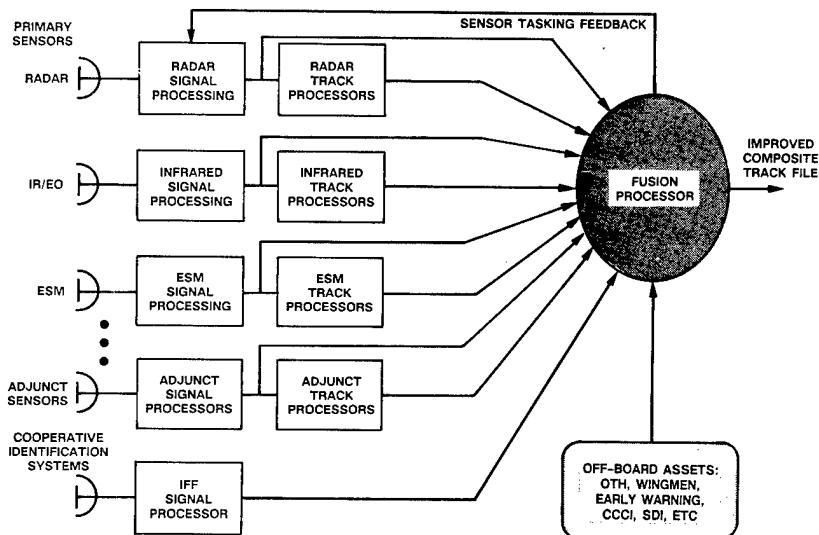 SENSOR TASKING FEEDBACK
PRIMARY
SENSORS
RADAR
RADAR
SIGNAL
PROCESSING
RADAR
TRACK
PROCESSORS
IR/EO
INFRARED
SIGNAL
PROCESSING
INFRARED
TRACK
PROCESSORS
FUSION
PROCESSOR
IMPROVED
COMPOSITE
TRACK FILE
ESM
ESM
SIGNAL
PROCESSING
ESM
TRACK
PROCESSORS
ADJUNCT
SENSORS
ADJUNCT
SIGNAL
PROCESSORS
ADJUNCT
TRACK
PROCESSORS
COOPERATIVE
IDENTIFICATION
SYSTEMS
IFF
SIGNAL
PROCESSOR
OFF-BOARD ASSETS:
OTH, WINGMEN,
EARLY WARNING,
CCCI, SDI, ETC